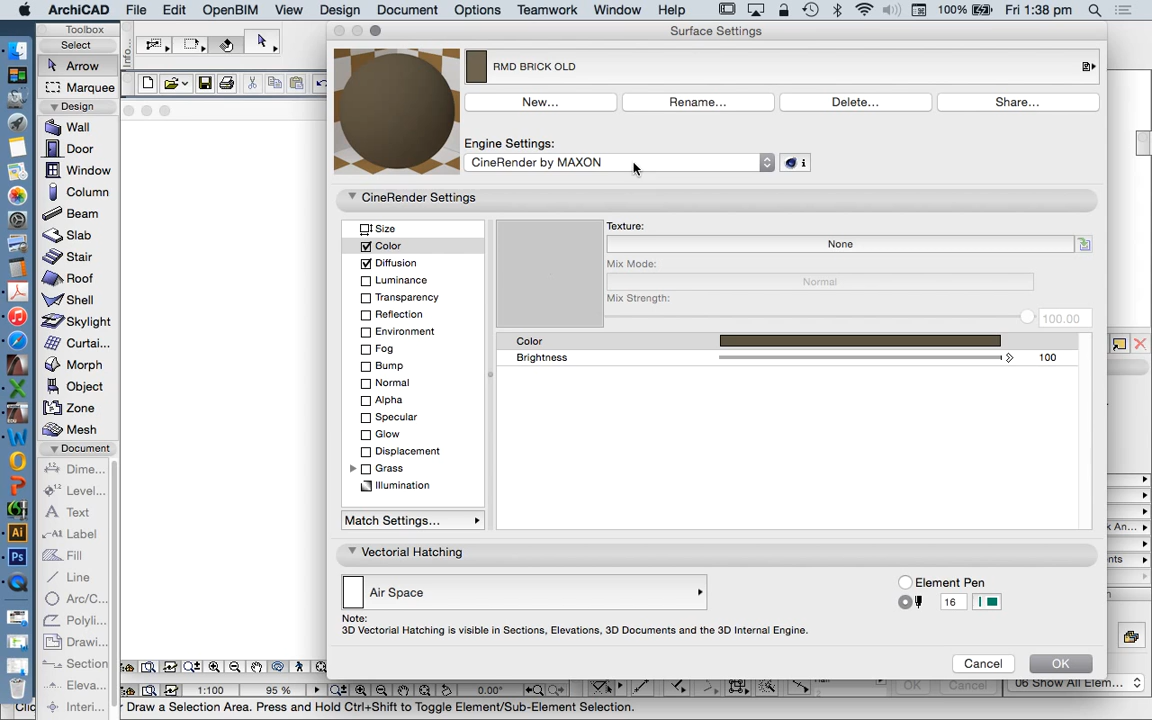 ArchiCAD File Edit OpenBIM View Design Document Options Teamwork Window Help 100% Fri 1:38 pm
Toolbox
Select
Arrow
Marquee
Design
Wall
Door
Window
Column
Beam
Slab
Stair
Roof
Shell
Skylight
Curtai...
Morph
Object
Zone
Mesh
Document
Dime...
Level...
Text
Label
Fill
Line
Arc/C...
Polyli...
Drawi...
Section
Eleva...
Interi...
Info...
Surface Settings
RMD BRICK OLD
New... Rename... Delete... Share...
Engine Settings:
CineRender by MAXON
CineRender Settings
Size
Color
Diffusion
Luminance
Transparency
Reflection
Environment
Fog
Bump
Normal
Alpha
Specular
Glow
Displacement
Grass
Illumination
Match Settings...
Texture:
None
Mix Mode:
Normal
Mix Strength:
100.00
Color
Brightness 100
Vectorial Hatching
Air Space
Element Pen
16
Note:
3D Vectorial Hatching is visible in Sections, Elevations, 3D Documents and the 3D Internal Engine.
Cancel OK
1:100 95 % 0.00° OK Cancel 06 Show All Elem...
Clic Draw a Selection Area. Press and Hold Ctrl+Shift to Toggle Element/Sub-Element Selection.